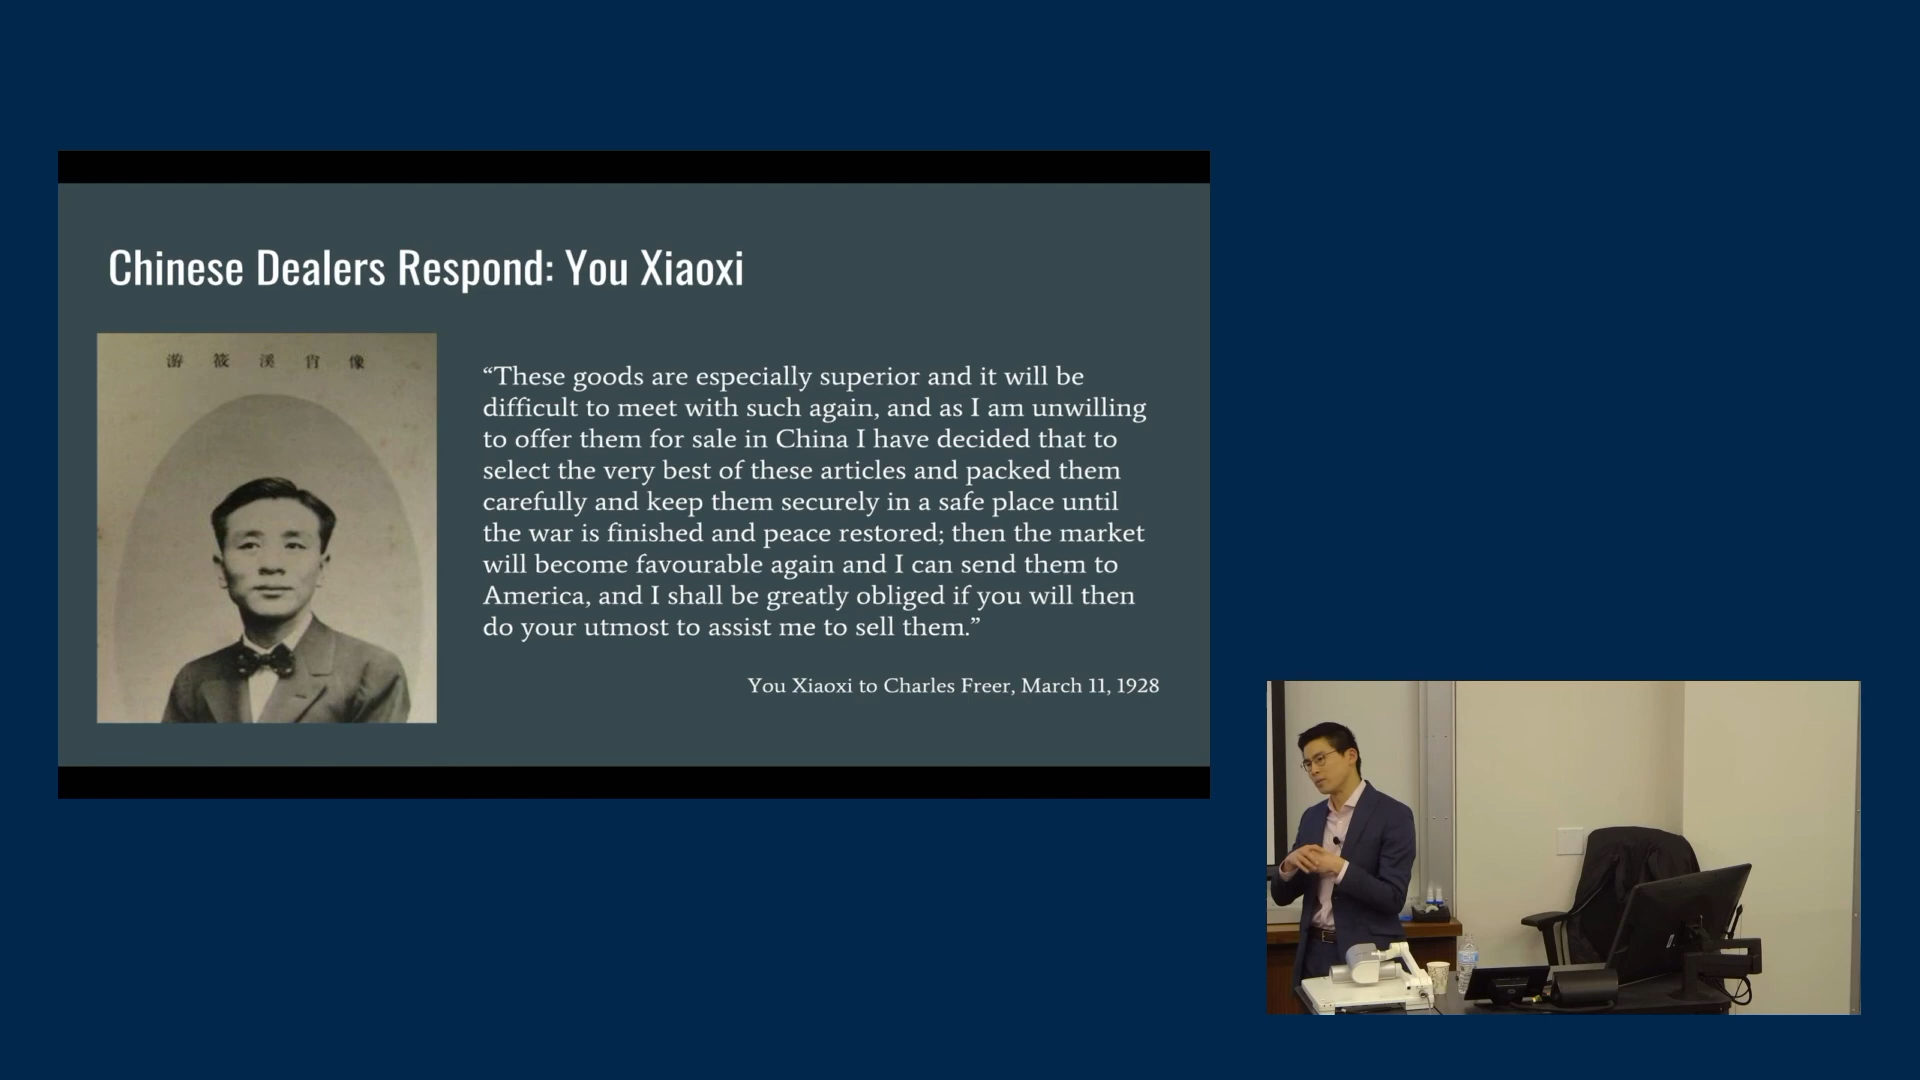 Chinese Dealers Respond: You Xiaoxi
游 筱 溪 肖 像
“These goods are especially superior and it will be
difficult to meet with such again, and as I am unwilling
to offer them for sale in China I have decided that to
select the very best of these articles and packed them
carefully and keep them securely in a safe place until
the war is finished and peace restored; then the market
will become favourable again and I can send them to
America, and I shall be greatly obliged if you will then
do your utmost to assist me to sell them.”
You Xiaoxi to Charles Freer, March 11, 1928